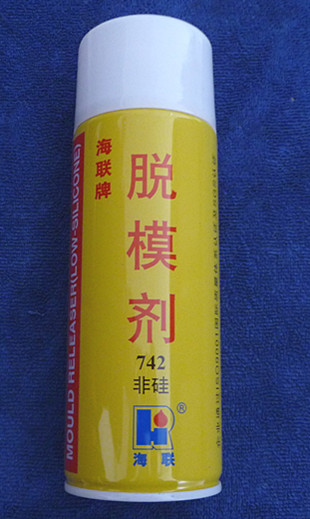 海联牌
脱模剂
742
非硅
®
海联
MOULD RELEASER(LOW-SILICONE)